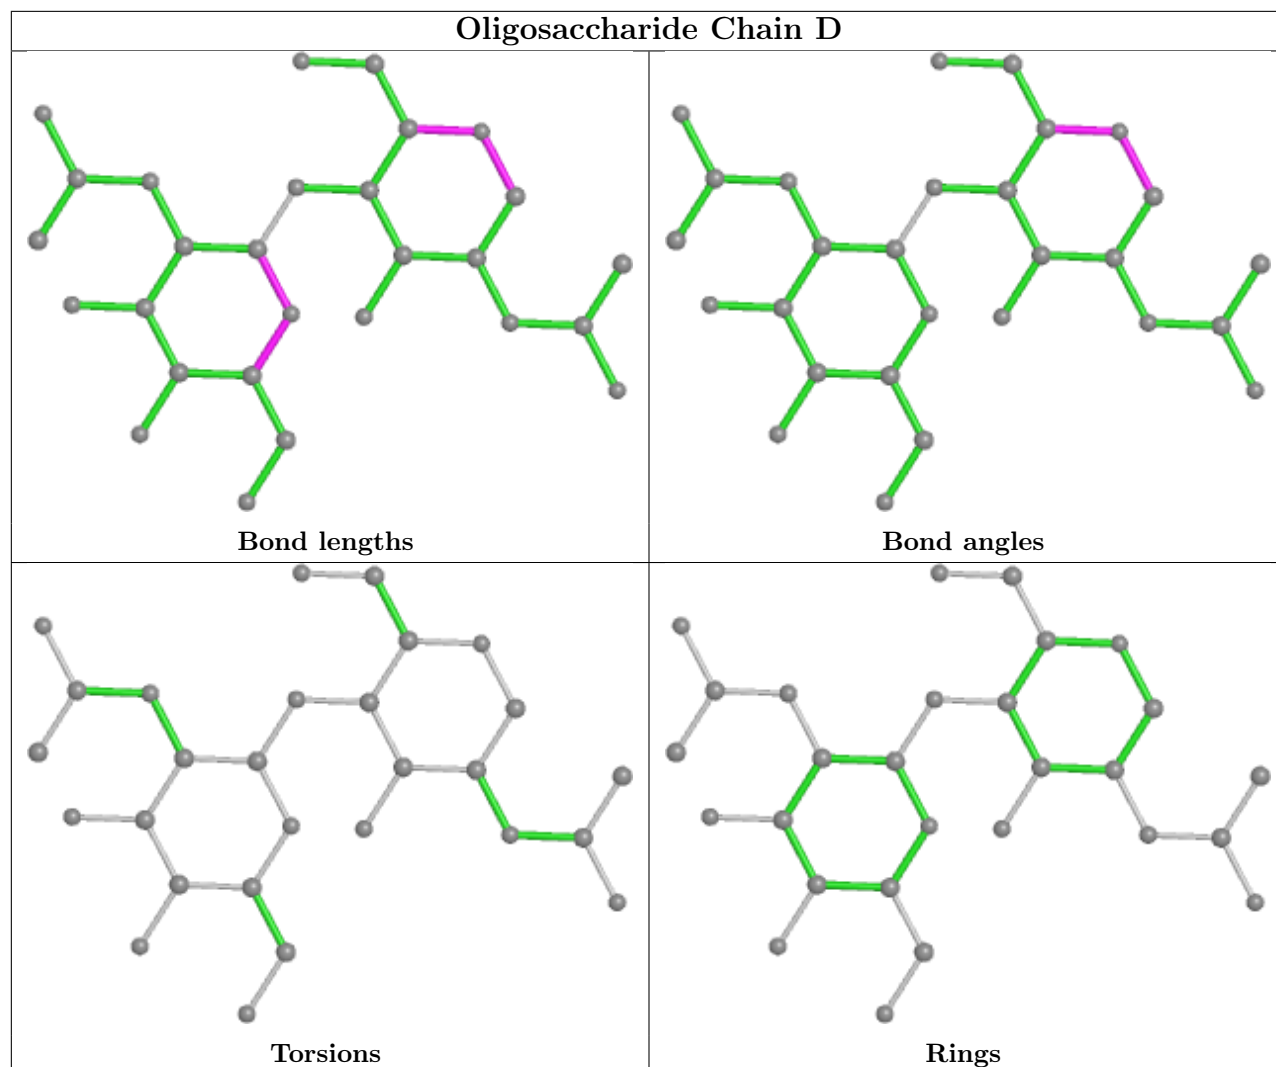 Oligosaccharide Chain D
Bond lengths
Bond angles
Torsions
Rings